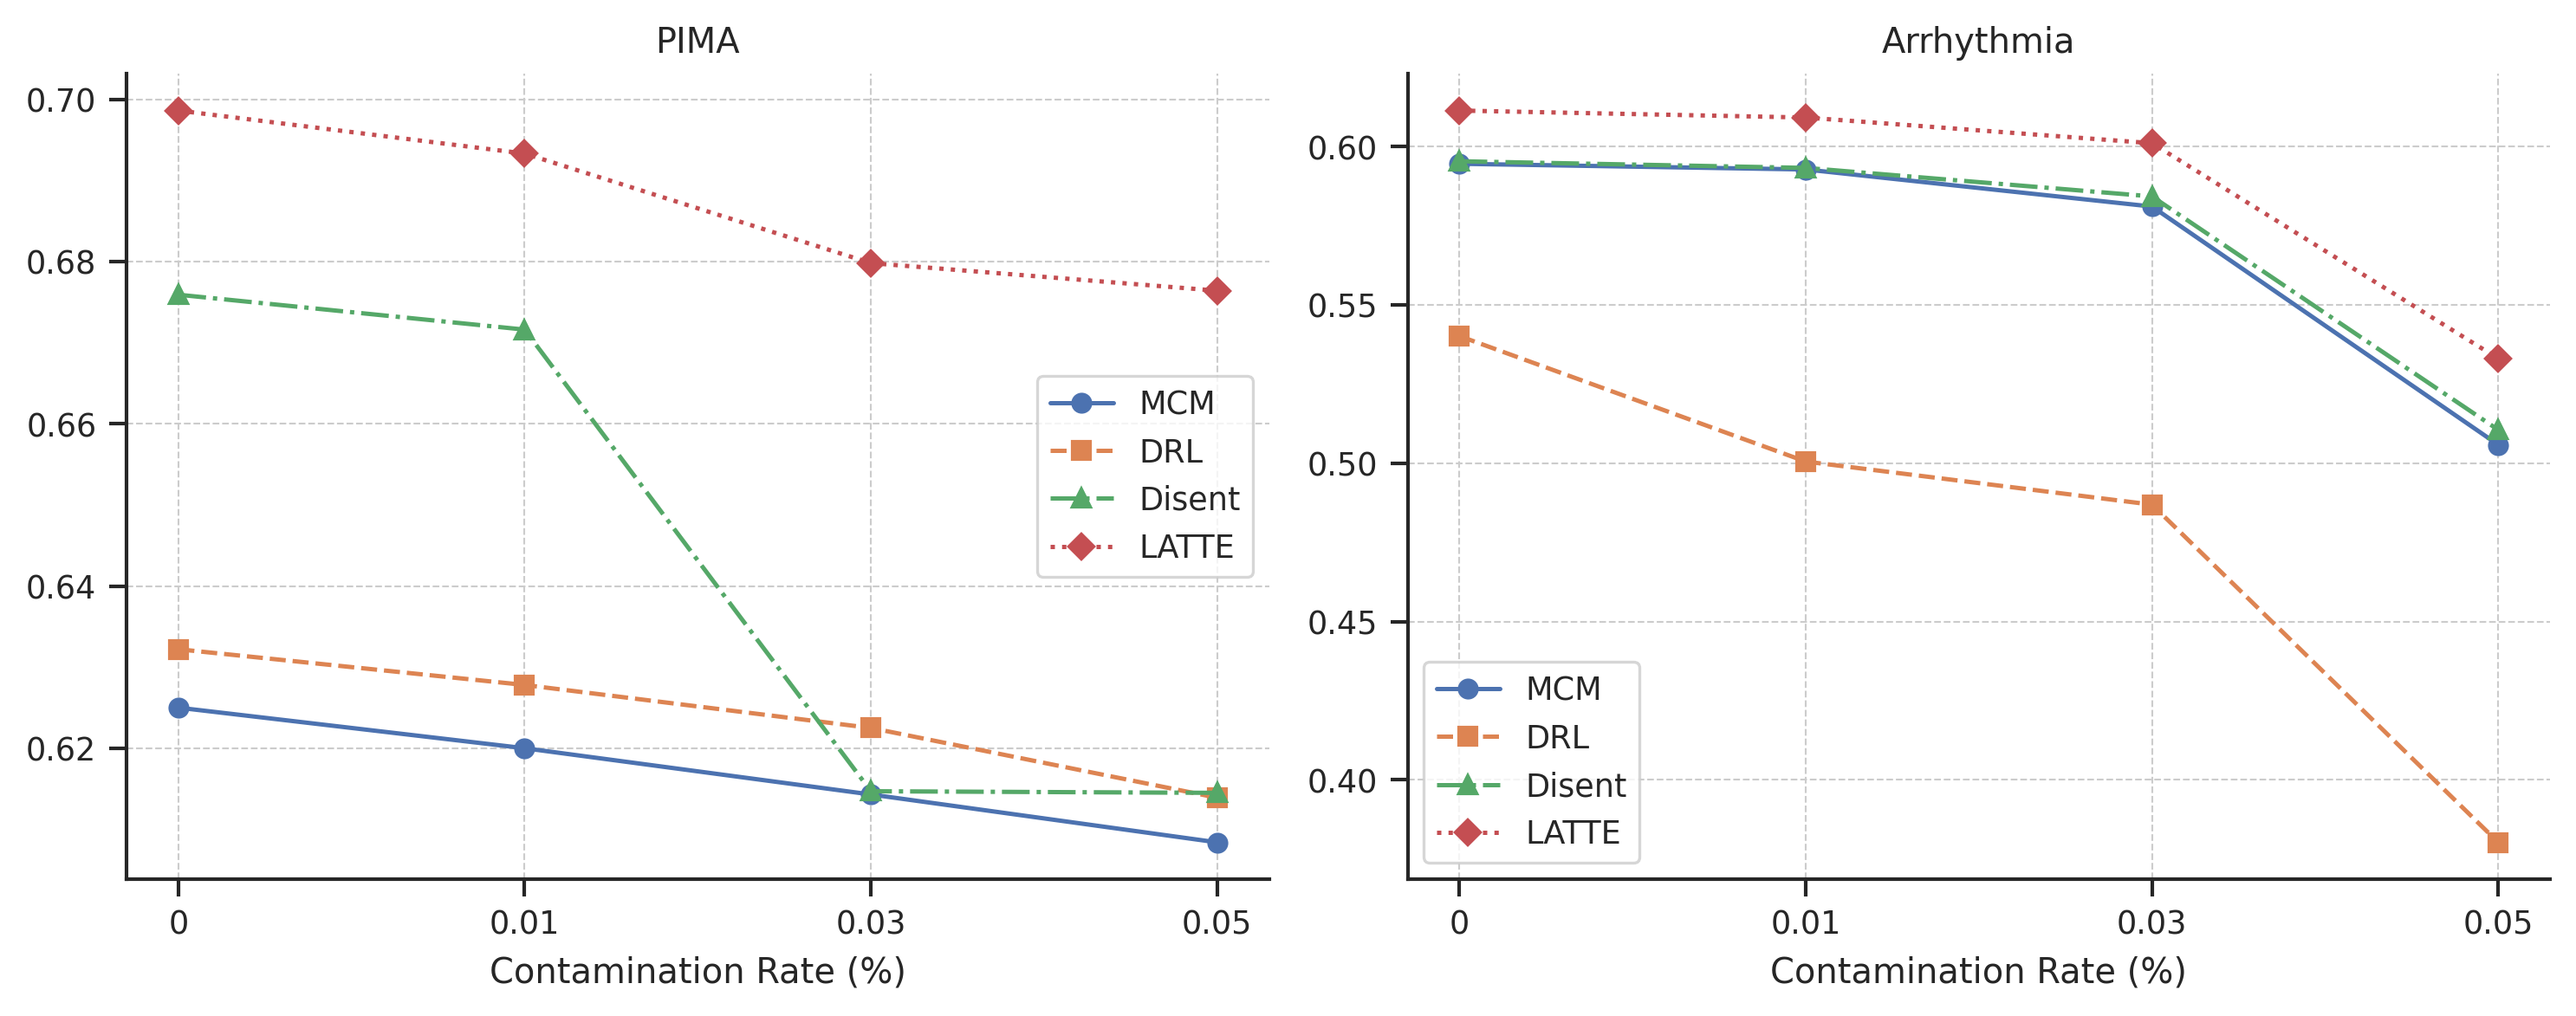 PIMA
0.70
0.68
0.66
0.64
0.62
MCM
DRL
Disent
LATTE
0 0.01 0.03 0.05
Contamination Rate (%)
Arrhythmia
0.60
0.55
0.50
0.45
0.40
MCM
DRL
Disent
LATTE
0 0.01 0.03 0.05
Contamination Rate (%)